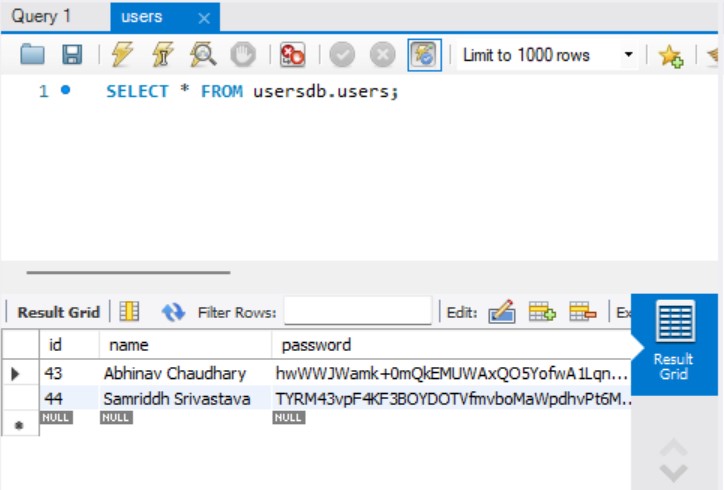 Query 1 users
Limit to 1000 rows
1 SELECT * FROM usersdb.users;
Result Grid Filter Rows: Edit: Ex
Result
Grid
id name password
43 Abhinav Chaudhary hwWWJWamk+0mQkEMUWAxQO5YofwA1Lqn...
44 Samriddh Srivastava TYRM43vpF4KF3BOYDOTVfmvboMaWpdhvPt6M..
NULL NULL NULL